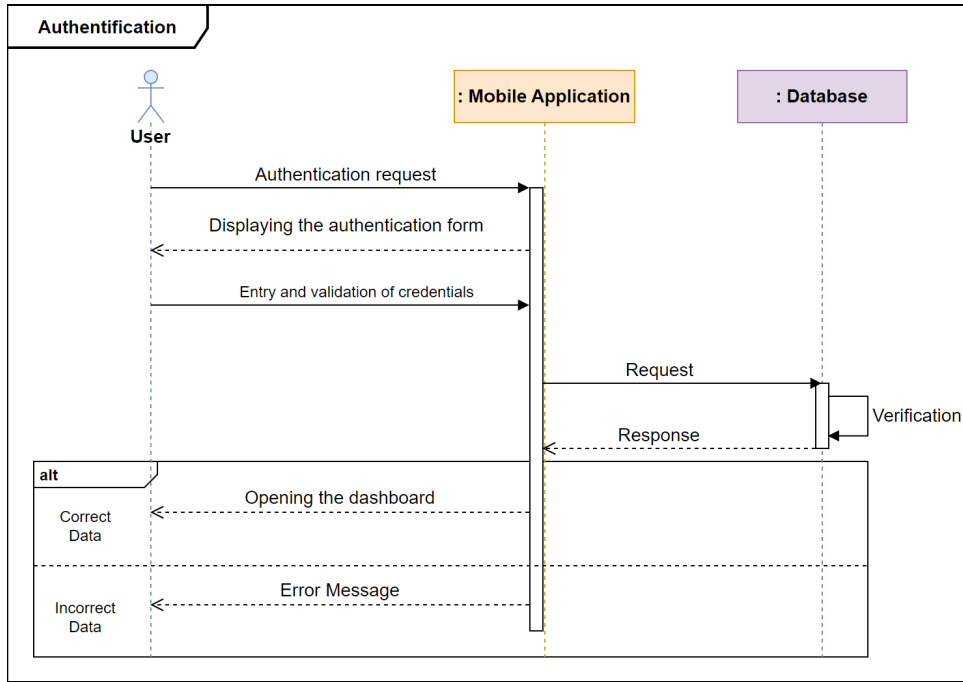 Authentification
User
: Mobile Application
: Database
Authentication request
Displaying the authentication form
Entry and validation of credentials
Request
Verification
Response
alt
Opening the dashboard
Correct
Data
Error Message
Incorrect
Data